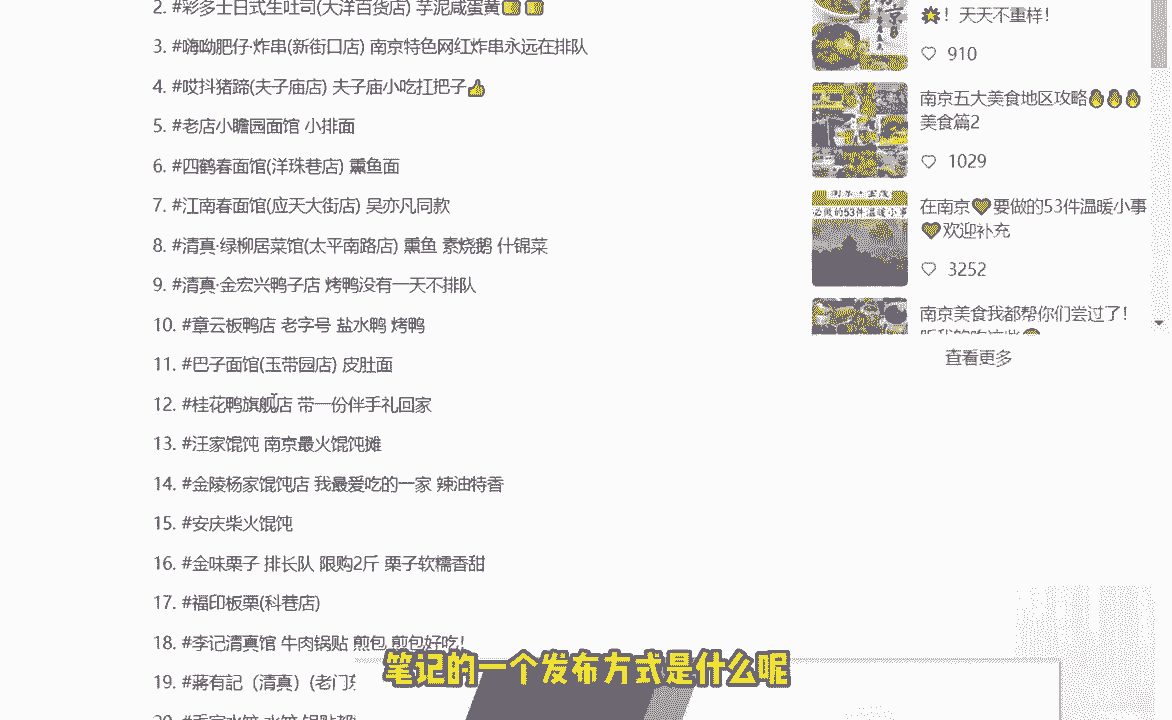 2. #彩多士日式生吐司(大洋百货店) 芋泥咸蛋黄
3. #嗨呦肥仔·炸串(新街口店) 南京特色网红炸串永远在排队
4. #哎抖猪蹄(夫子庙店) 夫子庙小吃扛把子👍
5. #老店小瞻园面馆 小排面
6. #四鹤春面馆(洋珠巷店) 熏鱼面
7. #江南春面馆(应天大街店) 吴亦凡同款
8. #清真·绿柳居菜馆(太平南路店) 熏鱼 素烧鹅 什锦菜
9. #清真·金宏兴鸭子店 烤鸭没有一天不排队
10. #章云板鸭店 老字号 盐水鸭 烤鸭
11. #巴子面馆(玉带园店) 皮肚面
12. #桂花鸭旗舰店 带一份伴手礼回家
13. #汪家馄饨 南京最火馄饨摊
14. #金陵杨家馄饨店 我最爱吃的一家 辣油特香
15. #安庆柴火馄饨
16. #金味栗子 排长队 限购2斤 栗子软糯香甜
17. #福印板栗(科巷店)
18. #李记清真馆 牛肉锅贴 煎包 煎包好吃!
19. #蔣有記（清真）(老门
笔记的一个发布方式是什么呢
！天天不重样!
910
南京五大美食地区攻略
美食篇2
1029
必做的53件温暖小事
在南京要做的53件温暖小事
欢迎补充
3252
南京美食我都帮你们尝过了!
查看更多